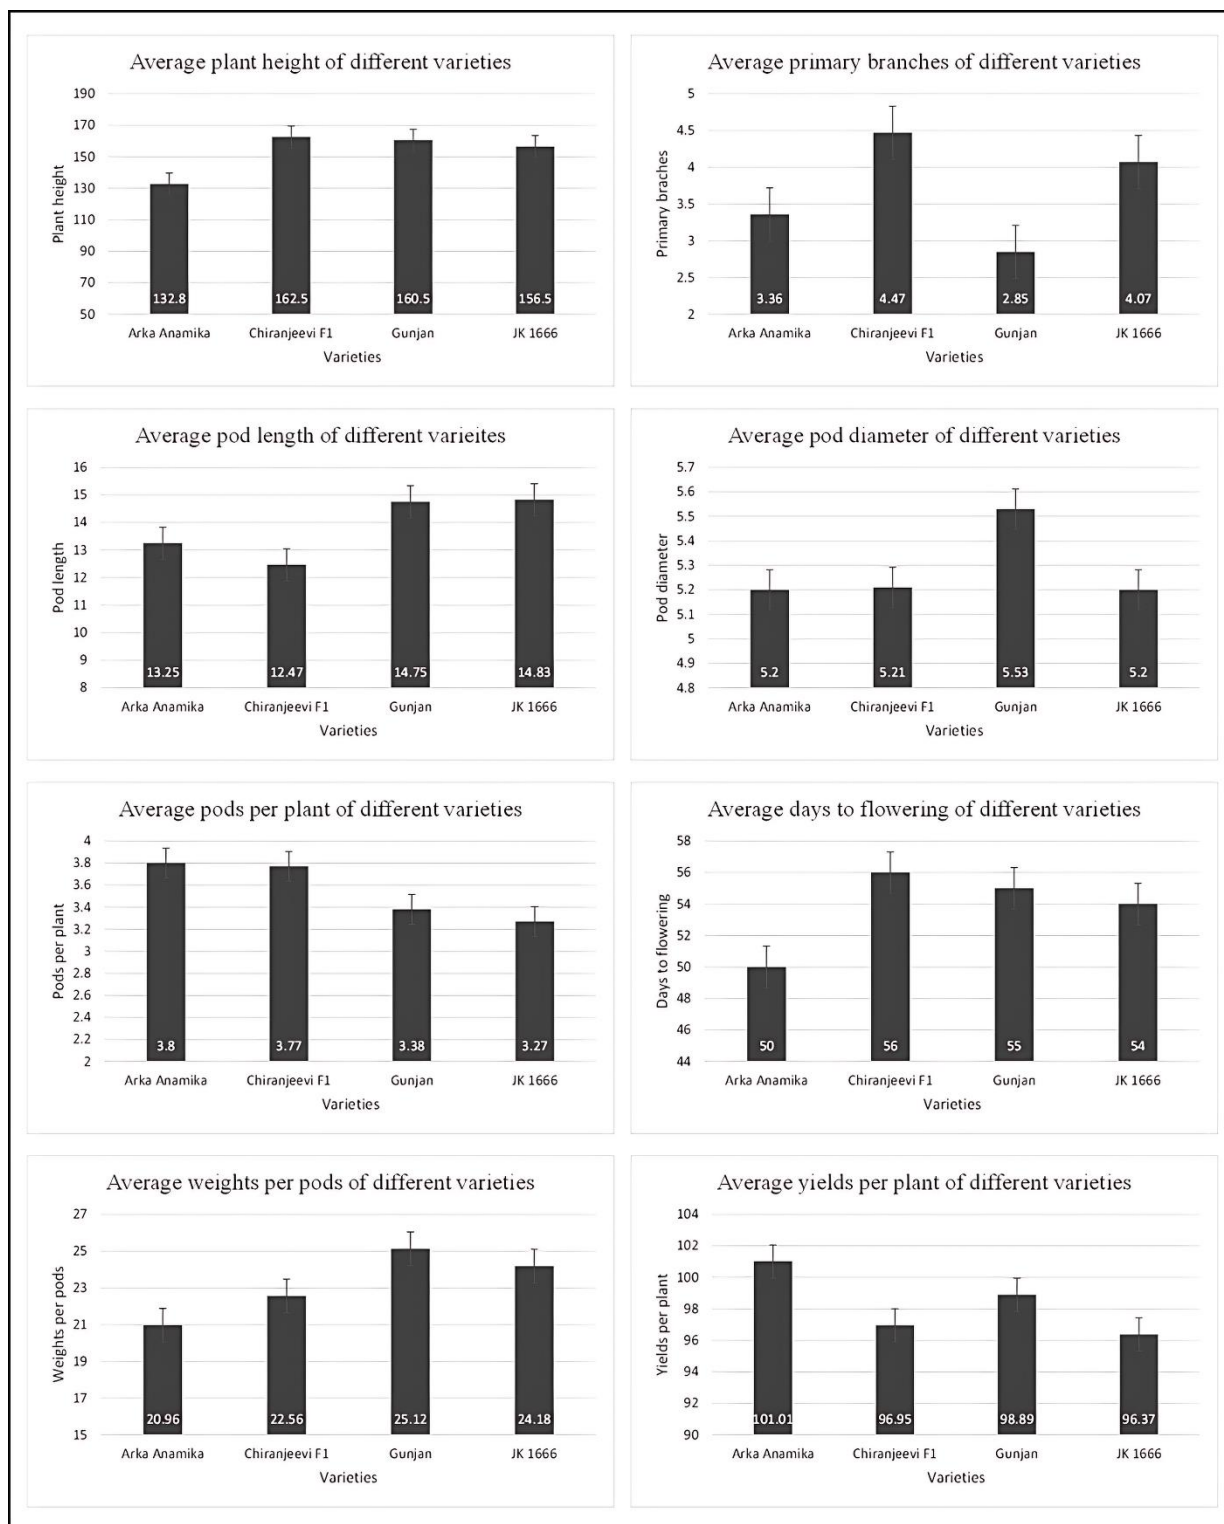 Average plant height of different varieties
190
170
150
130
110
90
70
50
Plant height
132.8
162.5
160.5
156.5
Arka Anamika
Chiranjeevi F1
Gunjan
JK 1666
Varieties
Average primary branches of different varieties
5
4.5
4
3.5
3
2.5
2
Primary braches
3.36
4.47
2.85
4.07
Arka Anamika
Chiranjeevi F1
Gunjan
JK 1666
Varieties
Average pod length of different varieites
16
15
14
13
12
11
10
9
8
Pod length
13.25
12.47
14.75
14.83
Arka Anamika
Chiranjeevi F1
Gunjan
JK 1666
Varieties
Average pod diameter of different varieties
5.7
5.6
5.5
5.4
5.3
5.2
5.1
5
4.9
4.8
Pod diameter
5.2
5.21
5.53
5.2
Arka Anamika
Chiranjeevi F1
Gunjan
JK 1666
Varieties
Average pods per plant of different varieties
4
3.8
3.6
3.4
3.2
3
2.8
2.6
2.4
2.2
2
Pods per plant
3.8
3.77
3.38
3.27
Arka Anamika
Chiranjeevi F1
Gunjan
JK 1666
Varieties
Average days to flowering of different varieties
58
56
54
52
50
48
46
44
Days to flowering
50
56
55
54
Arka Anamika
Chiranjeevi F1
Gunjan
JK 1666
Varieties
Average weights per pods of different varieties
27
25
23
21
19
17
15
Weights per pods
20.96
22.56
25.12
24.18
Arka Anamika
Chiranjeevi F1
Gunjan
JK 1666
Varieties
Average yields per plant of different varieties
104
102
100
98
96
94
92
90
Yields per plant
101.01
96.95
98.89
96.37
Arka Anamika
Chiranjeevi F1
Gunjan
JK 1666
Varieties